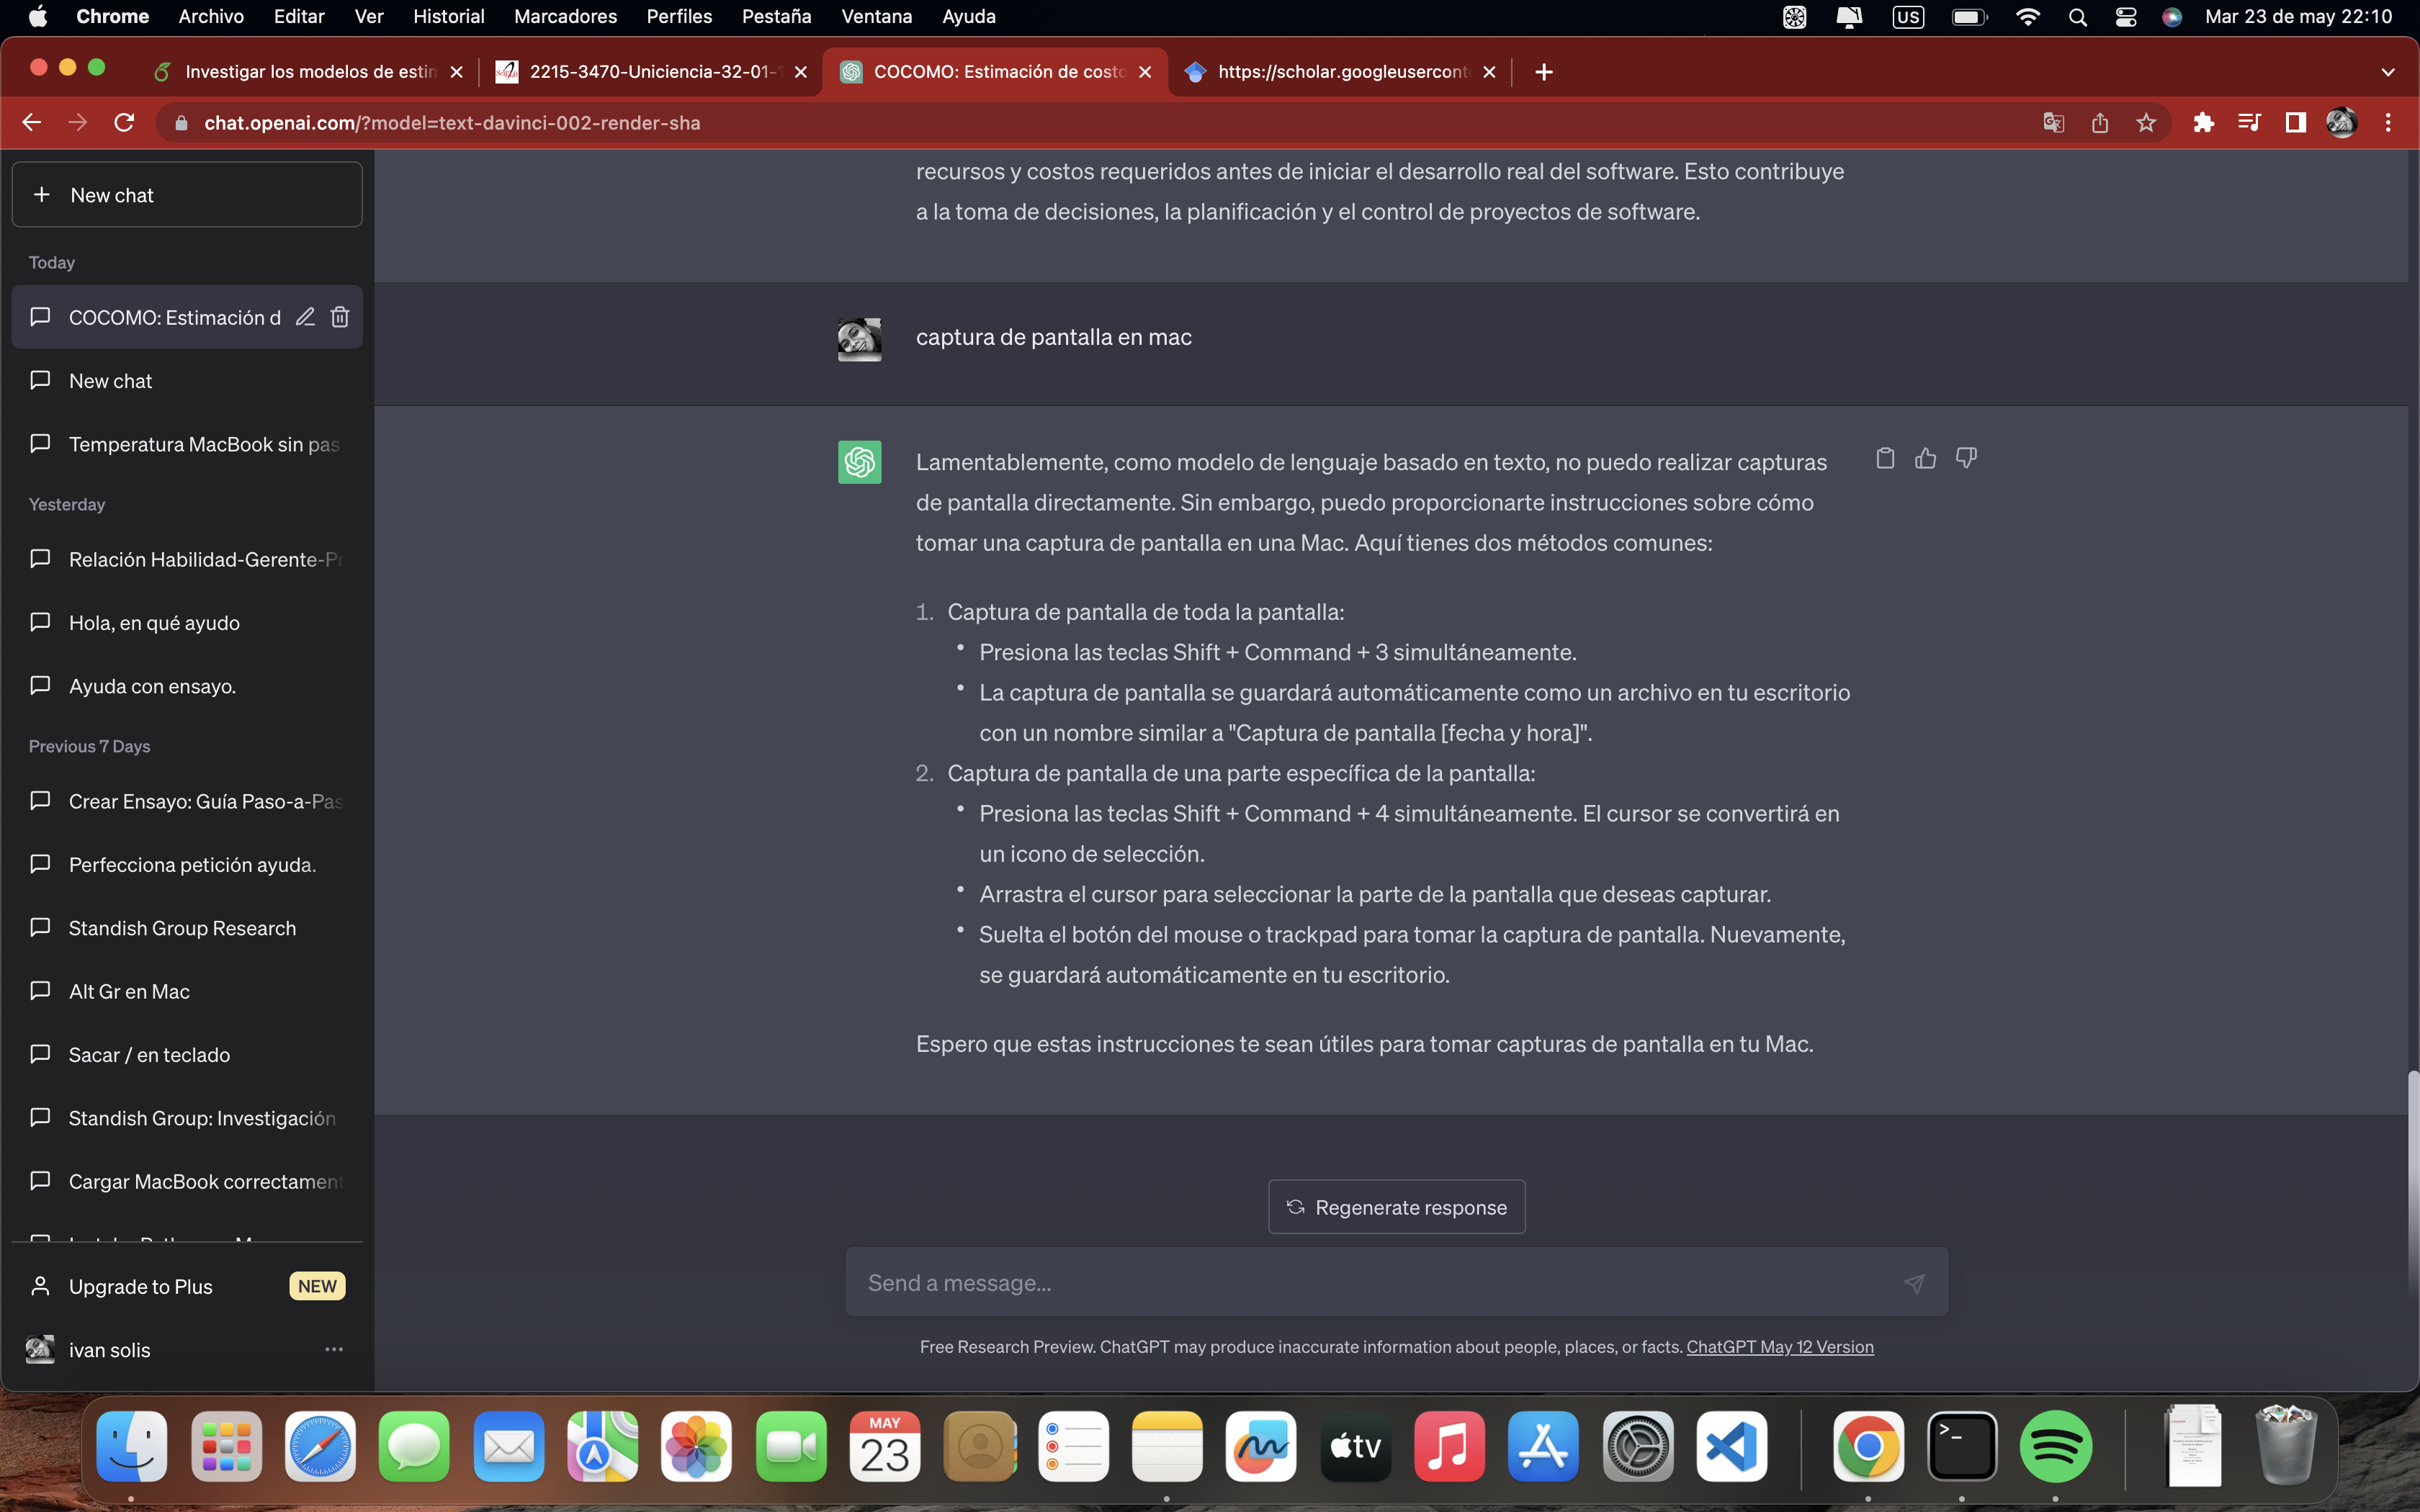 Chrome Archivo Editar Ver Historial Marcadores Perfiles Pestaña Ventana Ayuda US Mar 23 de may 22:10
Investigar los modelos de estim 2215-3470-Uniciencia-32-01- COCOMO: Estimación de costo https://scholar.googleusercont
chat.openai.com/?model=text-davinci-002-render-sha
New chat
Today
COCOMO: Estimación d
New chat
Temperatura MacBook sin pas
Yesterday
Relación Habilidad-Gerente-Pr
Hola, en qué ayudo
Ayuda con ensayo.
Previous 7 Days
Crear Ensayo: Guía Paso-a-Pas
Perfecciona petición ayuda.
Standish Group Research
Alt Gr en Mac
Sacar / en teclado
Standish Group: Investigación
Cargar MacBook correctament
Upgrade to Plus NEW
ivan solis
recursos y costos requeridos antes de iniciar el desarrollo real del software. Esto contribuye
a la toma de decisiones, la planificación y el control de proyectos de software.
captura de pantalla en mac
Lamentablemente, como modelo de lenguaje basado en texto, no puedo realizar capturas
de pantalla directamente. Sin embargo, puedo proporcionarte instrucciones sobre cómo
tomar una captura de pantalla en una Mac. Aquí tienes dos métodos comunes:
1. Captura de pantalla de toda la pantalla:
• Presiona las teclas Shift + Command + 3 simultáneamente.
• La captura de pantalla se guardará automáticamente como un archivo en tu escritorio
con un nombre similar a "Captura de pantalla [fecha y hora]".
2. Captura de pantalla de una parte específica de la pantalla:
• Presiona las teclas Shift + Command + 4 simultáneamente. El cursor se convertirá en
un icono de selección.
• Arrastra el cursor para seleccionar la parte de la pantalla que deseas capturar.
• Suelta el botón del mouse o trackpad para tomar la captura de pantalla. Nuevamente,
se guardará automáticamente en tu escritorio.
Espero que estas instrucciones te sean útiles para tomar capturas de pantalla en tu Mac.
Regenerate response
Send a message...
Free Research Preview. ChatGPT may produce inaccurate information about people, places, or facts. ChatGPT May 12 Version
MAY
23
tv